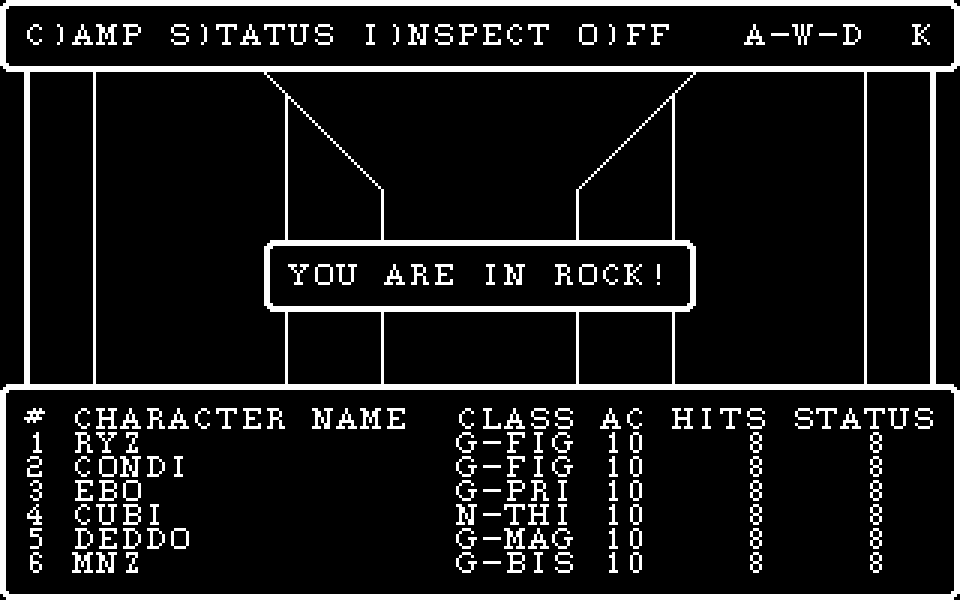 C)AMP S)TATUS I)NSPECT O)FF A-W-D K
YOU ARE IN ROCK!
# CHARACTER NAME CLASS AC HITS STATUS
1 RYZ G-FIG 10 8 8
2 CONDI G-FIG 10 8 8
3 EBO G-PRI 10 8 8
4 CUBI N-THI 10 8 8
5 DEDDO G-MAG 10 8 8
6 MNZ G-BIS 10 8 8